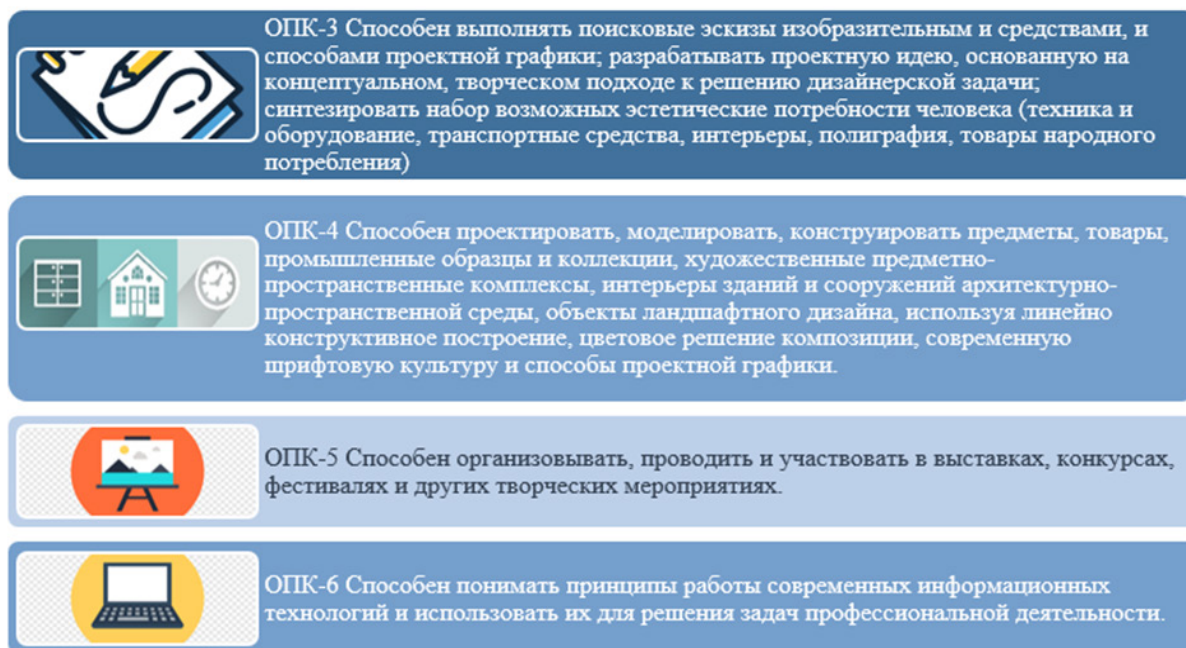 ОПК-3 Способен выполнять поисковые эскизы изобразительным и средствами, и
способами проектной графики; разрабатывать проектную идею, основанную на
концептуальном, творческом подходе к решению дизайнерской задачи;
синтезировать набор возможных эстетические потребности человека (техника и
оборудование, транспортные средства, интерьеры, полиграфия, товары народного
потребления)
ОПК-4 Способен проектировать, моделировать, конструировать предметы, товары,
промышленные образцы и коллекции, художественные предметно-
пространственные комплексы, интерьеры зданий и сооружений архитектурно-
пространственной среды, объекты ландшафтного дизайна, используя линейно
конструктивное построение, цветовое решение композиции, современную
шрифтовую культуру и способы проектной графики.
ОПК-5 Способен организовывать, проводить и участвовать в выставках, конкурсах,
фестивалях и других творческих мероприятиях.
ОПК-6 Способен понимать принципы работы современных информационных
технологий и использовать их для решения задач профессиональной деятельности.